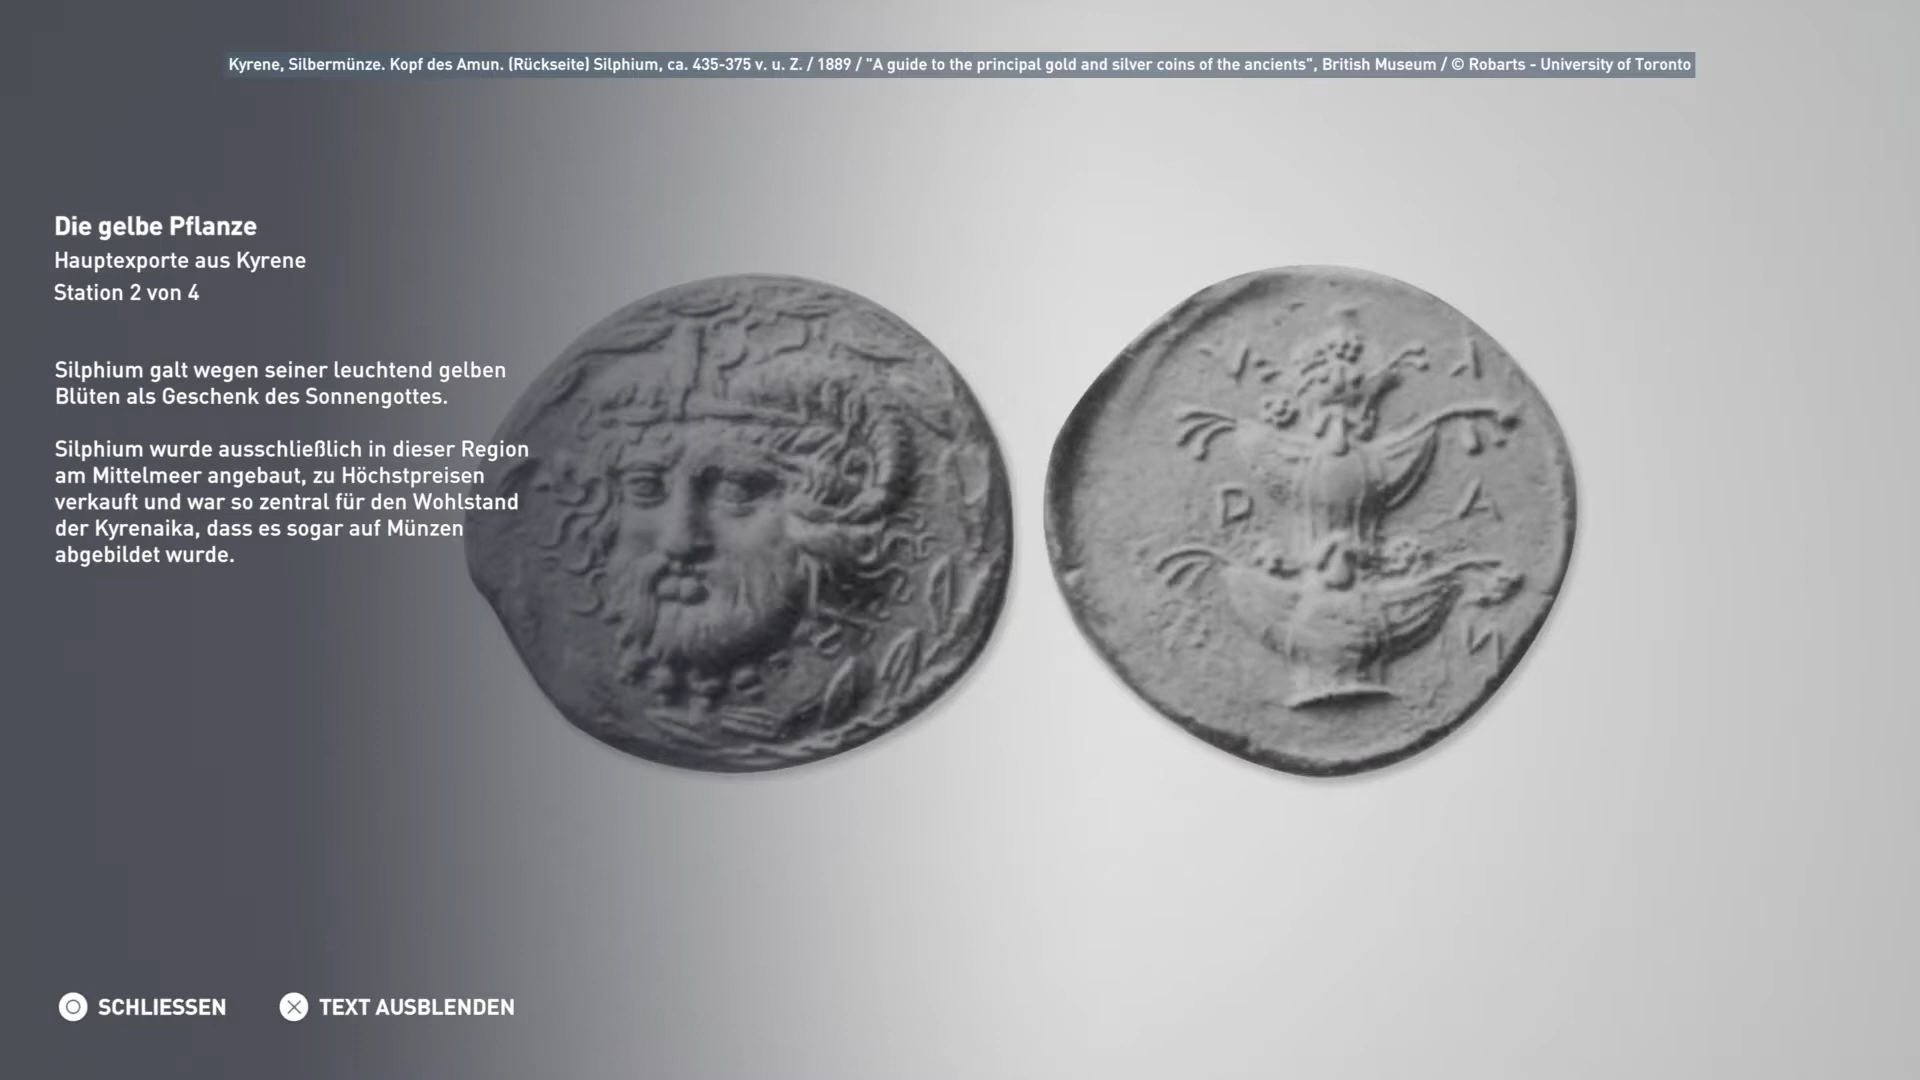 Kyrene, Silbermünze. Kopf des Amun. (Rückseite) Silphium, ca. 435-375 v. u. Z. / 1889 / "A guide to the principal gold and silver coins of the ancients", British Museum / © Robarts - University of Toronto
Die gelbe Pflanze
Hauptexporte aus Kyrene
Station 2 von 4
Silphium galt wegen seiner leuchtend gelben
Blüten als Geschenk des Sonnengottes.
Silphium wurde ausschließlich in dieser Region
am Mittelmeer angebaut, zu Höchstpreisen
verkauft und war so zentral für den Wohlstand
der Kyrenaika, dass es sogar auf Münzen
abgebildet wurde.
SCHLIESSEN
TEXT AUSBLENDEN